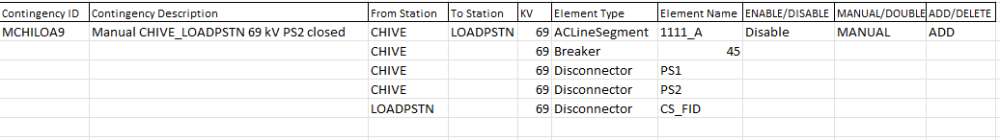 Contingency ID Contingency Description From Station To Station KV Element Type Element Name ENABLE/DISABLE MANUAL/DOUBLE ADD/DELETE
MCHILOA9 Manual CHIVE_LOADPSTN 69 kV PS2 closed CHIVE LOADPSTN 69 ACLineSegment 1111_A Disable MANUAL ADD
CHIVE 69 Breaker 45
CHIVE 69 Disconnector PS1
CHIVE 69 Disconnector PS2
LOADPSTN 69 Disconnector CS_FID